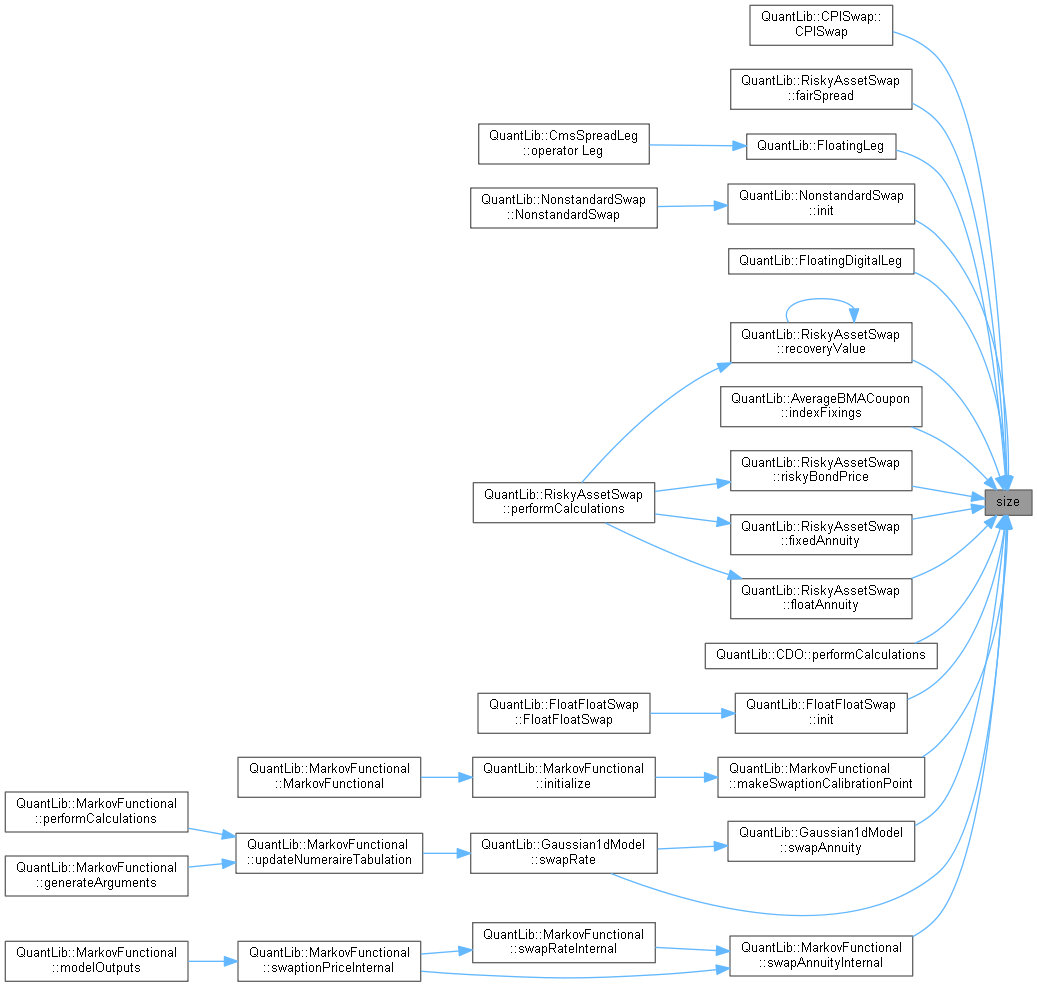 QuantLib::CPISwap::
CPISwap
QuantLib::RiskyAssetSwap
::fairSpread
QuantLib::CmsSpreadLeg
::operator Leg
QuantLib::FloatingLeg
QuantLib::NonstandardSwap
::NonstandardSwap
QuantLib::NonstandardSwap
::init
QuantLib::FloatingDigitalLeg
QuantLib::RiskyAssetSwap
::recoveryValue
QuantLib::AverageBMACoupon
::indexFixings
QuantLib::RiskyAssetSwap
::riskyBondPrice
QuantLib::RiskyAssetSwap
::performCalculations
size
QuantLib::RiskyAssetSwap
::fixedAnnuity
QuantLib::RiskyAssetSwap
::floatAnnuity
QuantLib::CDO::performCalculations
QuantLib::FloatFloatSwap
::FloatFloatSwap
QuantLib::FloatFloatSwap
::init
QuantLib::MarkovFunctional
::MarkovFunctional
QuantLib::MarkovFunctional
::initialize
QuantLib::MarkovFunctional
::makeSwaptionCalibrationPoint
QuantLib::MarkovFunctional
::performCalculations
QuantLib::MarkovFunctional
::updateNumeraireTabulation
QuantLib::Gaussian1dModel
::swapRate
QuantLib::Gaussian1dModel
::swapAnnuity
QuantLib::MarkovFunctional
::generateArguments
QuantLib::MarkovFunctional
::modelOutputs
QuantLib::MarkovFunctional
::swaptionPriceInternal
QuantLib::MarkovFunctional
::swapRateInternal
QuantLib::MarkovFunctional
::swapAnnuityInternal